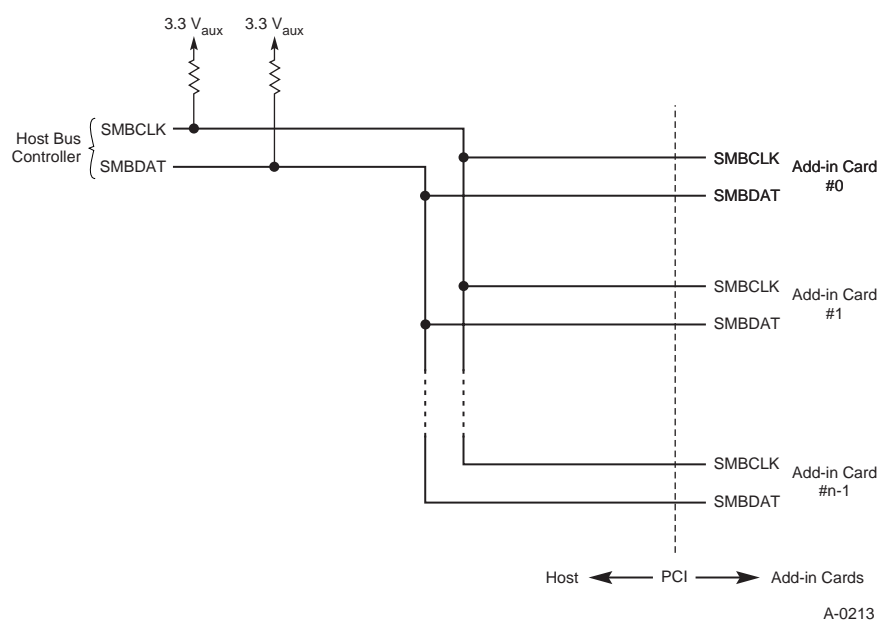 3.3 Vaux
3.3 Vaux
Host Bus
Controller
SMBCLK
SMBDAT
SMBCLK
SMBDAT
Add-in Card
#0
SMBCLK
SMBDAT
Add-in Card
#1
SMBCLK
SMBDAT
Add-in Card
#n-1
Host
PCI
Add-in Cards
A-0213